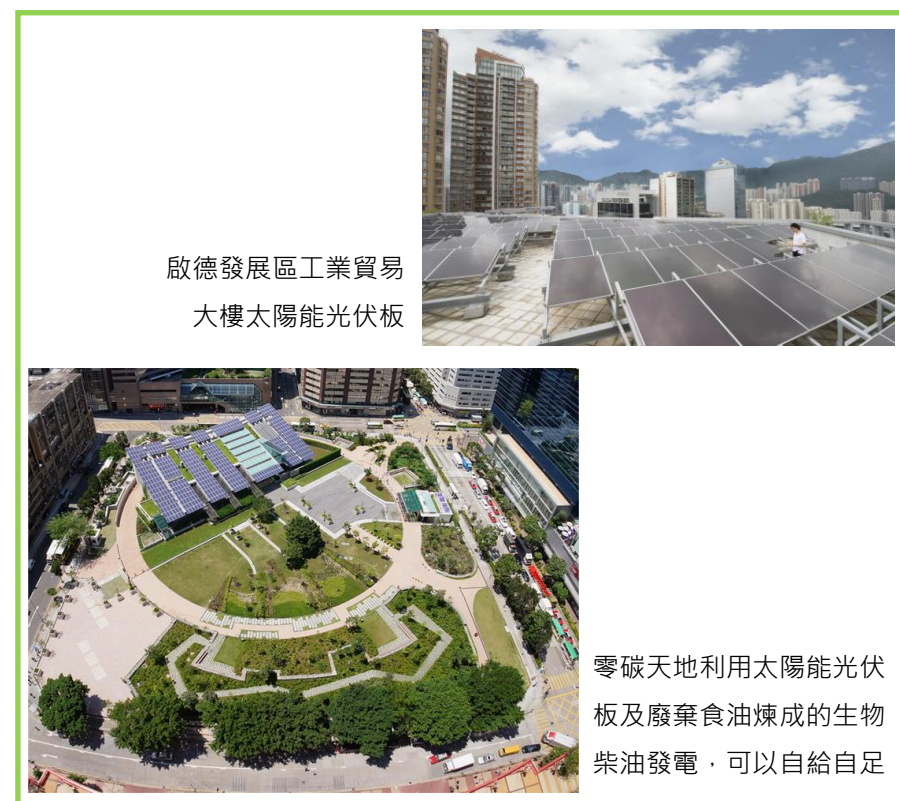 啟德發展區工業貿易
大樓太陽能光伏板
零碳天地利用太陽能光伏
板及廢棄食油煉成的生物
柴油發電，可以自給自足